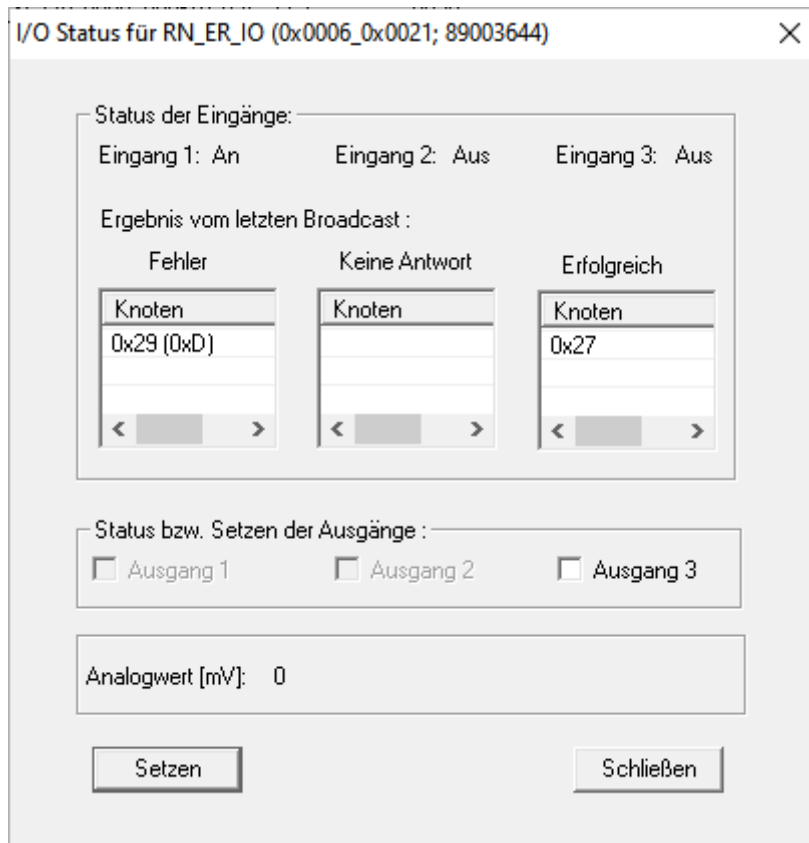 I/O Status für RN_ER_IO (0x0006_0x0021; 89003644)
Status der Eingänge:
Eingang 1: An Eingang 2: Aus Eingang 3: Aus
Ergebnis vom letzten Broadcast :
Fehler Keine Antwort Erfolgreich
Knoten Knoten Knoten
0x29 (0xD) 0x27
Status bzw. Setzen der Ausgänge :
Ausgang 1 Ausgang 2 Ausgang 3
Analogwert [mV]: 0
Setzen Schließen